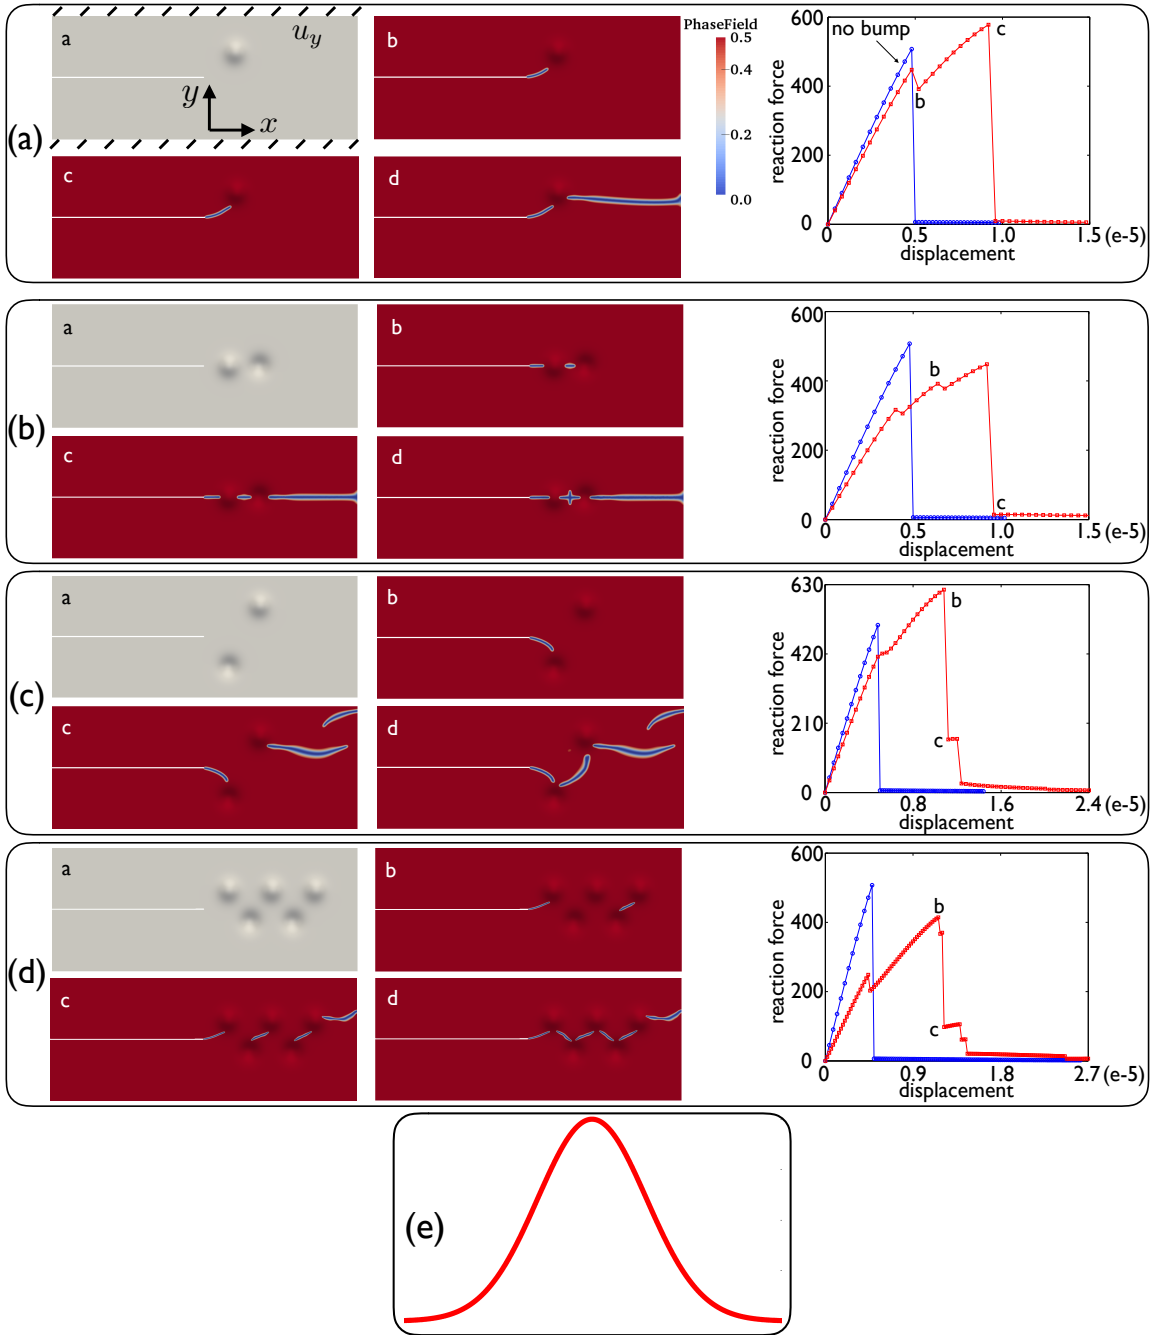 (a)
a
u_y
y
x
b
c
d
PhaseField
0.5
0.4
0.2
0.0
600
400
200
0
reaction force
no bump
b
c
0
0.5
1.0
1.5 (e-5)
displacement
(b)
a
b
c
d
600
400
200
0
reaction force
b
c
0
0.5
1.0
1.5 (e-5)
displacement
(c)
a
b
c
d
630
420
210
0
reaction force
b
c
0
0.8
1.6
2.4 (e-5)
displacement
(d)
a
b
c
d
600
400
200
0
reaction force
b
c
0
0.9
1.8
2.7 (e-5)
displacement
(e)